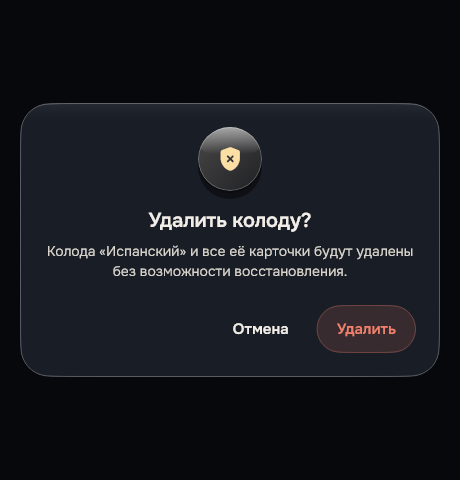 Удалить колоду?
Колода «Испанский» и все её карточки будут удалены
без возможности восстановления.
Отмена
Удалить